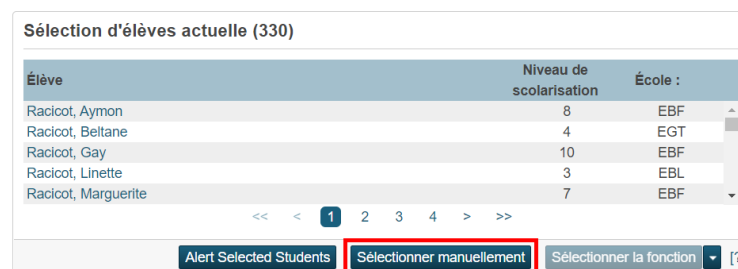 Sélection d'élèves actuelle (330)
Élève Niveau de scolarisation École :
Racicot, Aymon 8 EBF
Racicot, Beltane 4 EGT
Racicot, Gay 10 EBF
Racicot, Linette 3 EBL
Racicot, Marguerite 7 EBF
<< < 1 2 3 4 > >>
Alert Selected Students Sélectionner manuellement Sélectionner la fonction [?